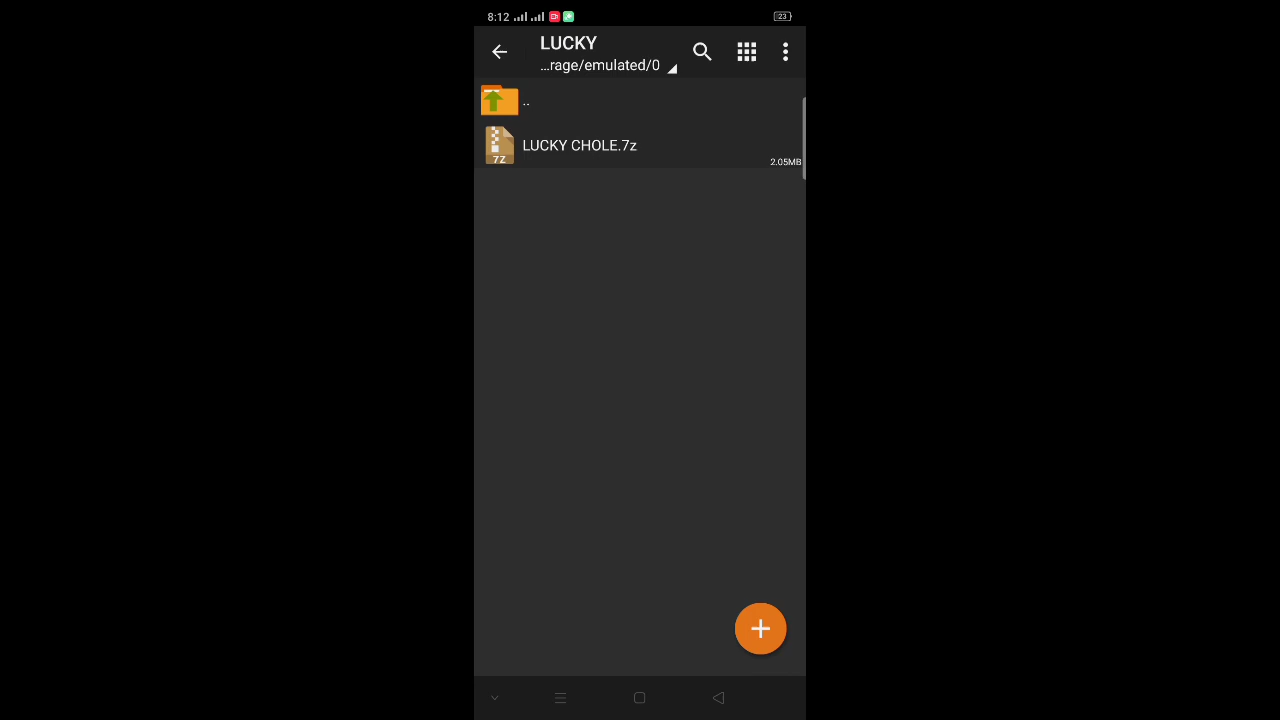 8:12
23
LUCKY
...rage/emulated/0
..
7Z
LUCKY CHOLE.7z
2.05MB